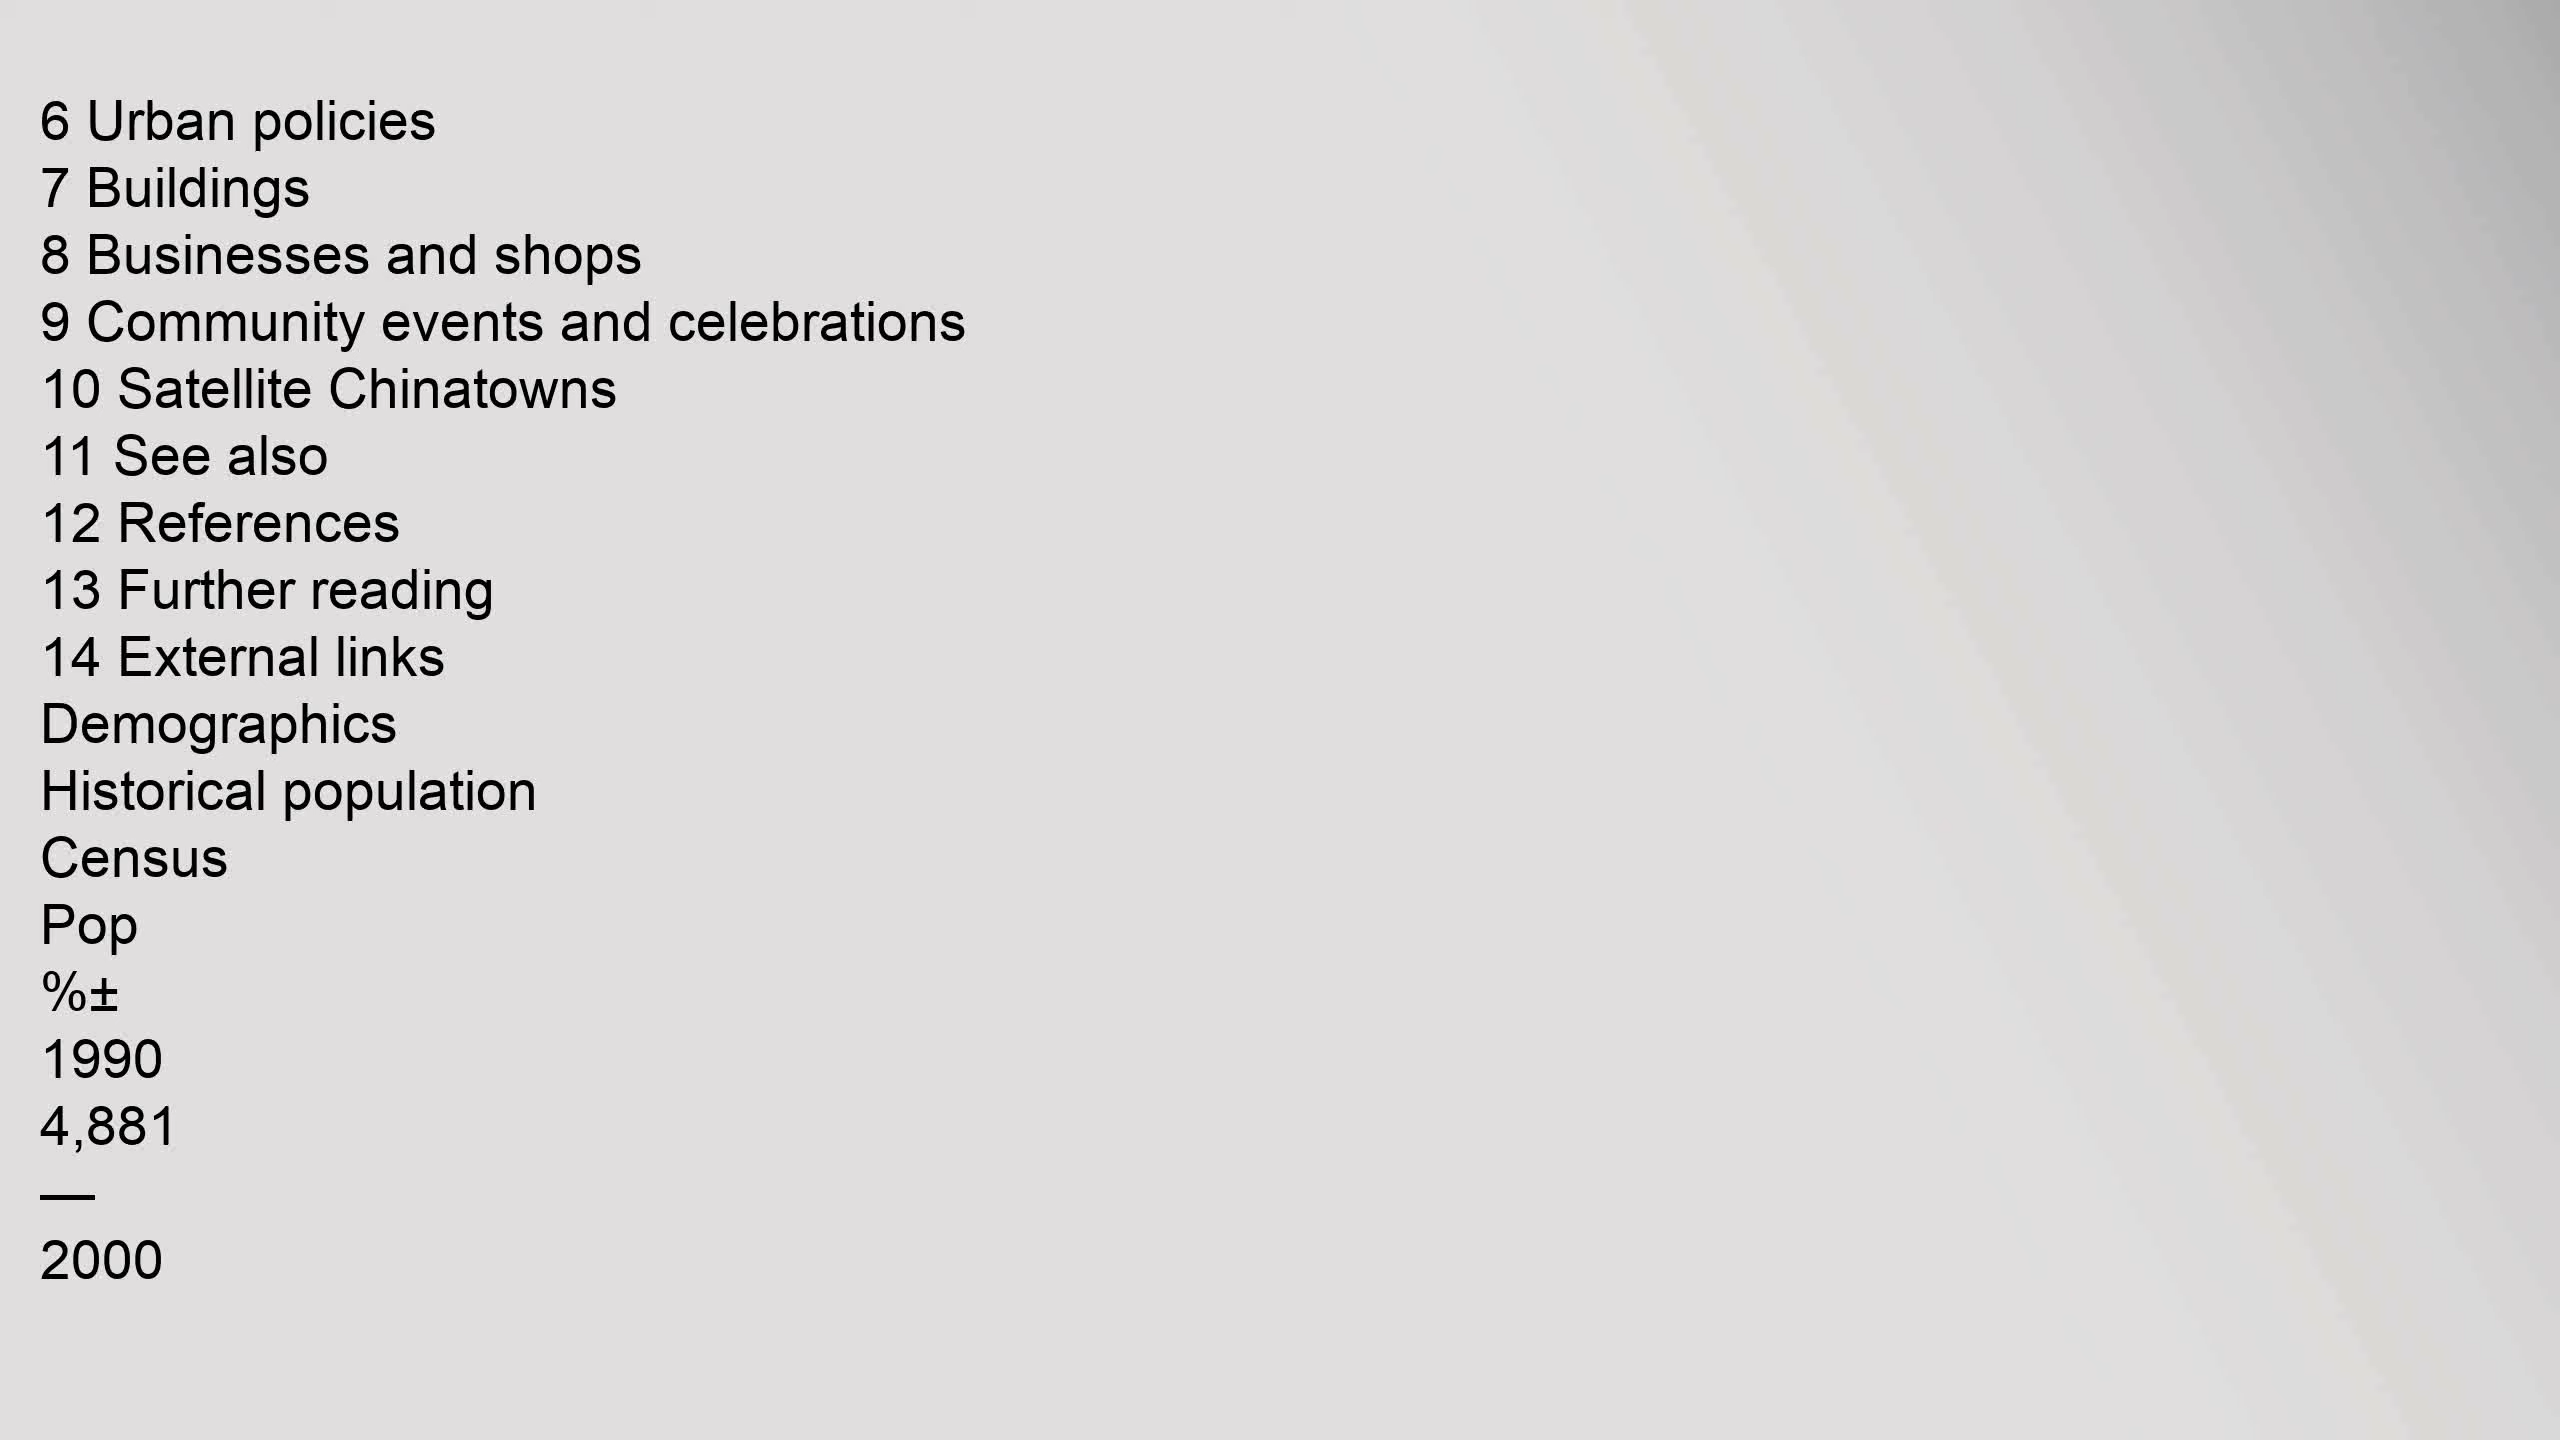 6 Urban policies
7 Buildings
8 Businesses and shops
9 Community events and celebrations
10 Satellite Chinatowns
11 See also
12 References
13 Further reading
14 External links
Demographics
Historical population
Census
Pop
%±
1990
4,881
—
2000